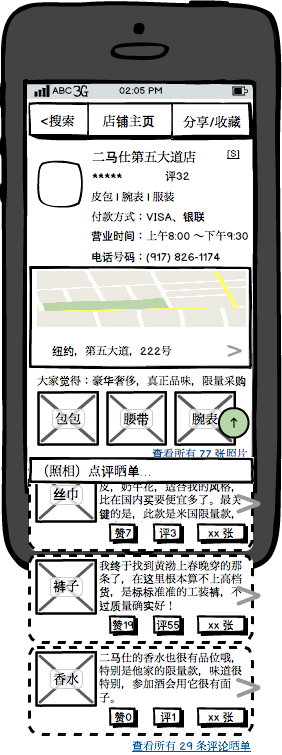 ABC 3G 02:05 PM
<搜索 店铺主页 分享/收藏
二马仕第五大道店 [S]
***** 评32
皮包 | 腕表 | 服装
付款方式：VISA、银联
营业时间：上午8:00 ～下午9:30
电话号码：(917) 826-1174
纽约，第五大道，222号 >
大家觉得：豪华奢侈，真正品味，限量采购
包包 腰带 腕表 ↑
查看所有 77 张照片
（照相）点评晒单...
丝巾
皮，奶牛花，适合我的风格，
比在国内买要便宜多了。最关
键的是，此款是米国限量款，
赞7 评3 xx 张
裤子
我终于找到黄渤上春晚穿的那
条了，在这里根本算不上高档
货，是标标准准的工装裤，不
过质量确实好！
赞19 评55 xx 张
香水
二马仕的香水也很有品位哦，
特别是他家的限量款，味道很
特别，参加酒会用它很有面
子。
赞0 评1 xx 张
查看所有 29 条评论晒单